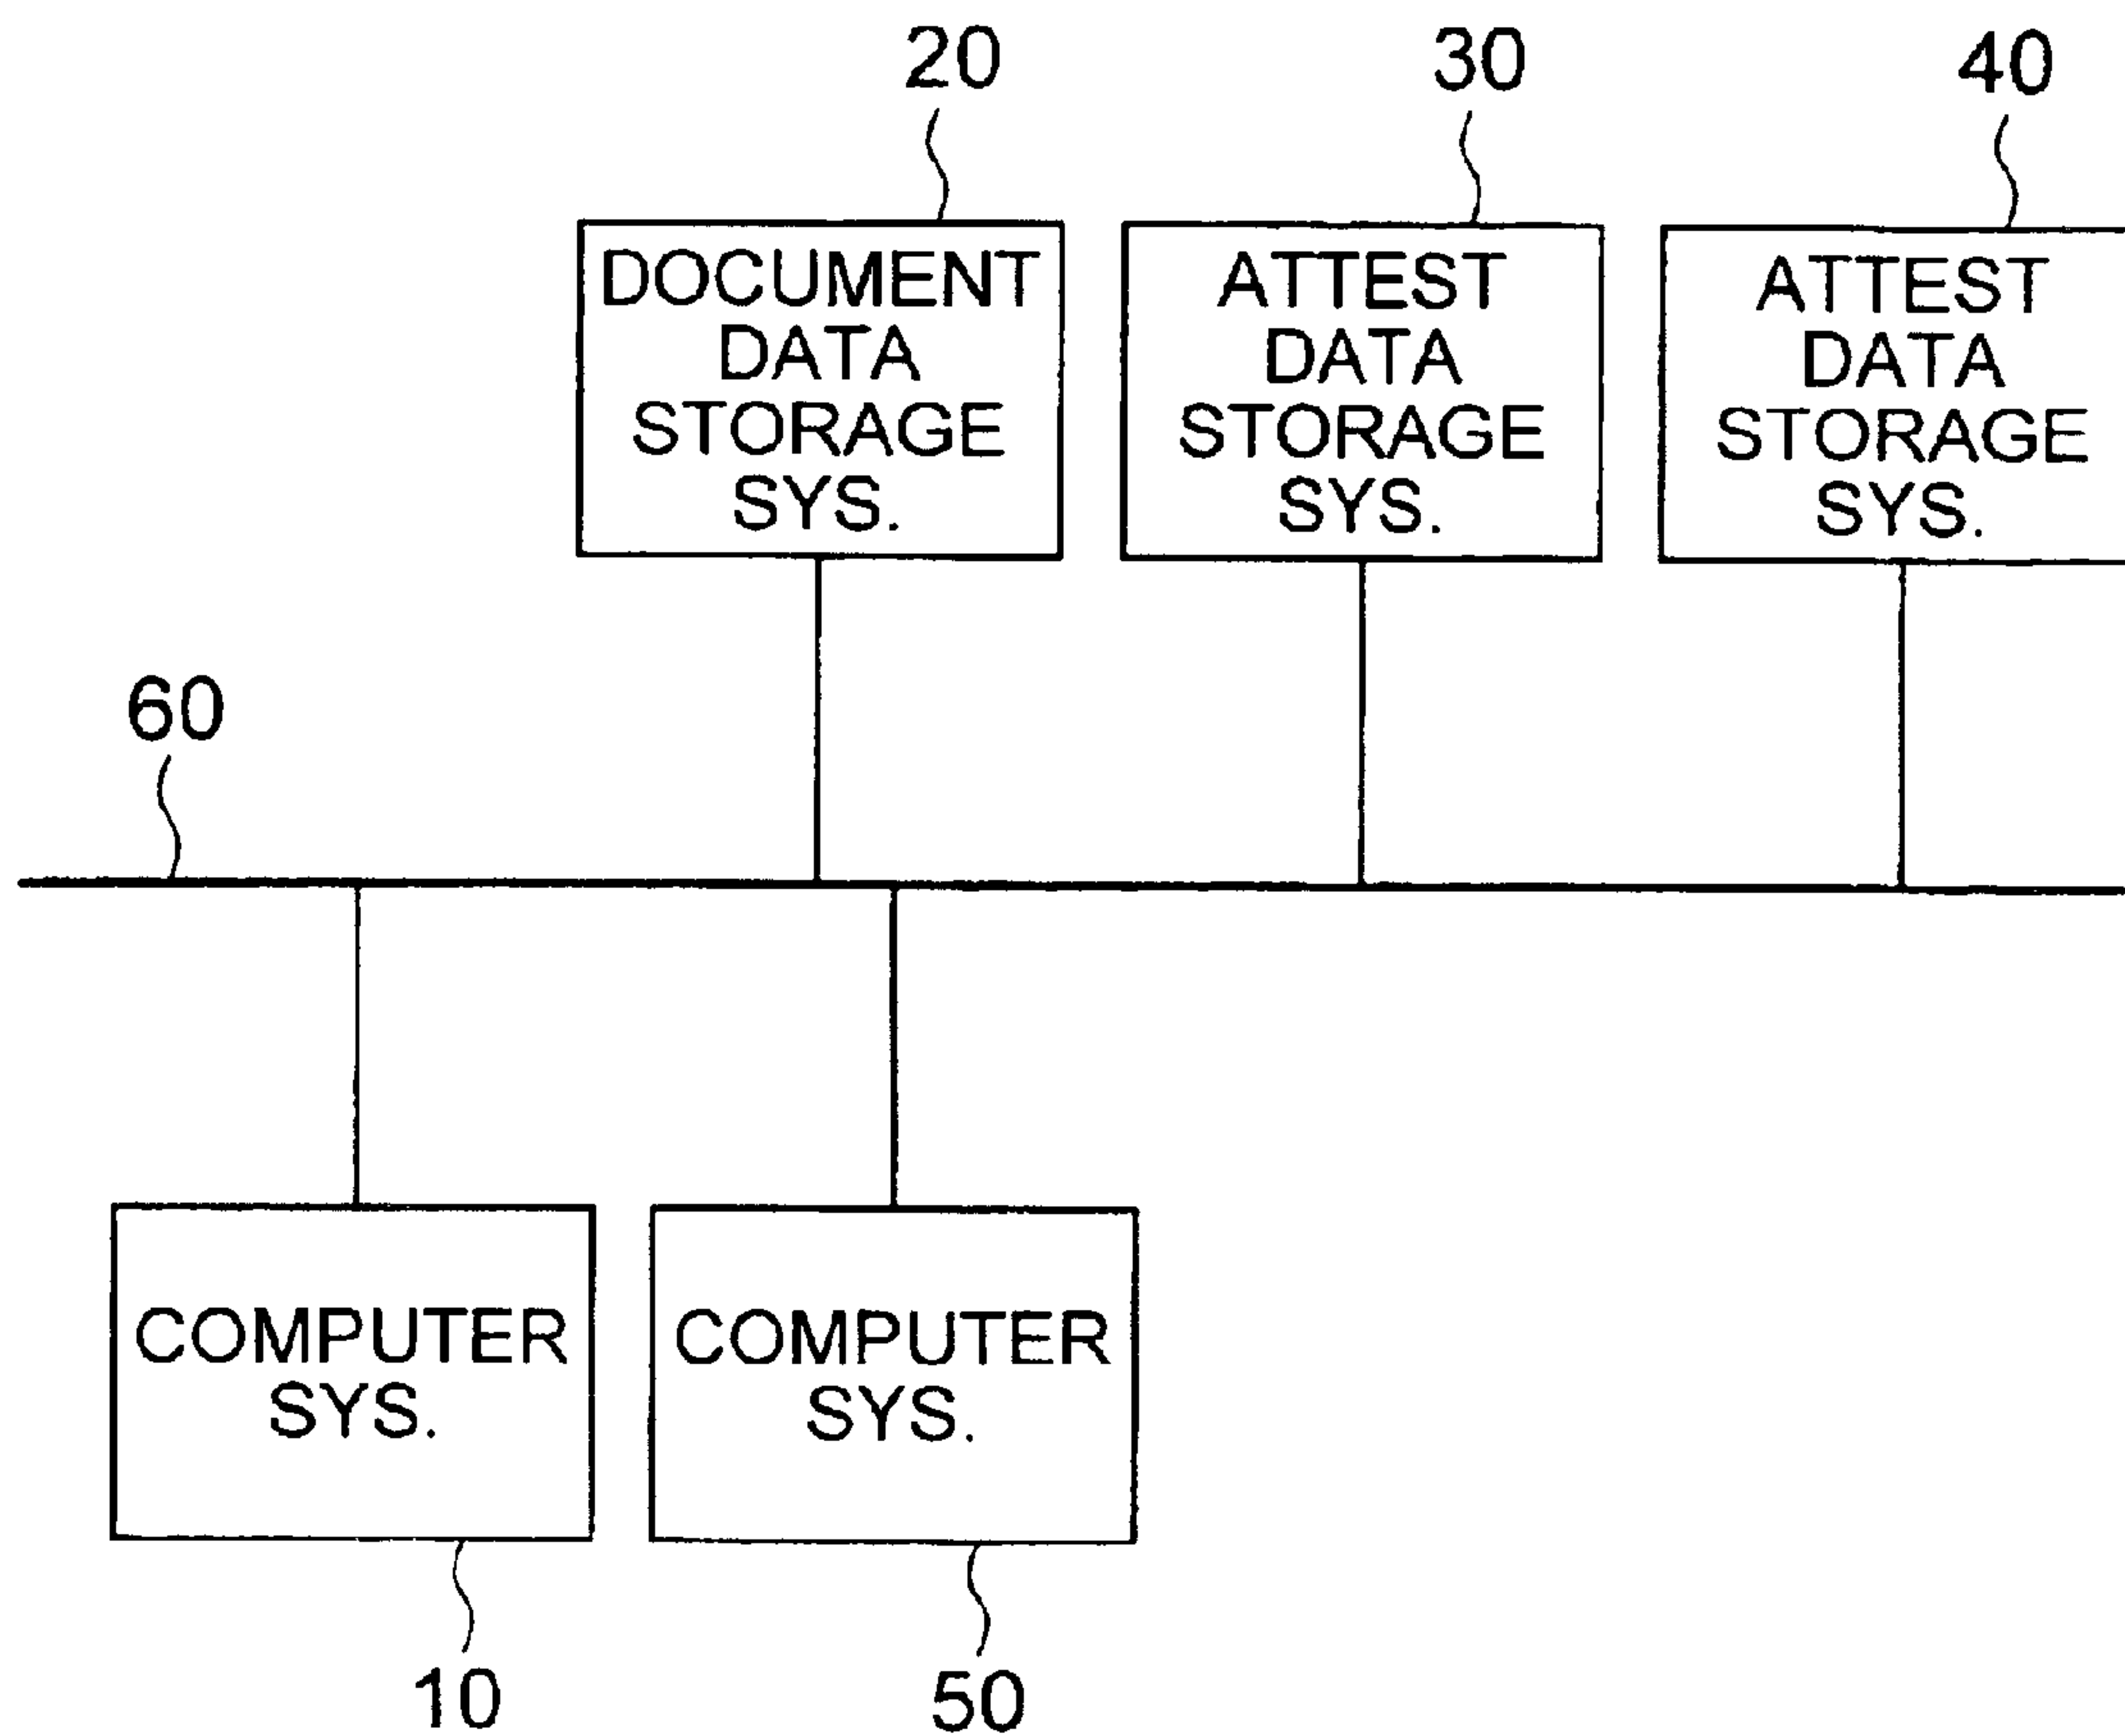 20
30
40
DOCUMENT
DATA
STORAGE
SYS.
ATTEST
DATA
STORAGE
SYS.
ATTEST
DATA
STORAGE
SYS.
60
COMPUTER
SYS.
COMPUTER
SYS.
10
50